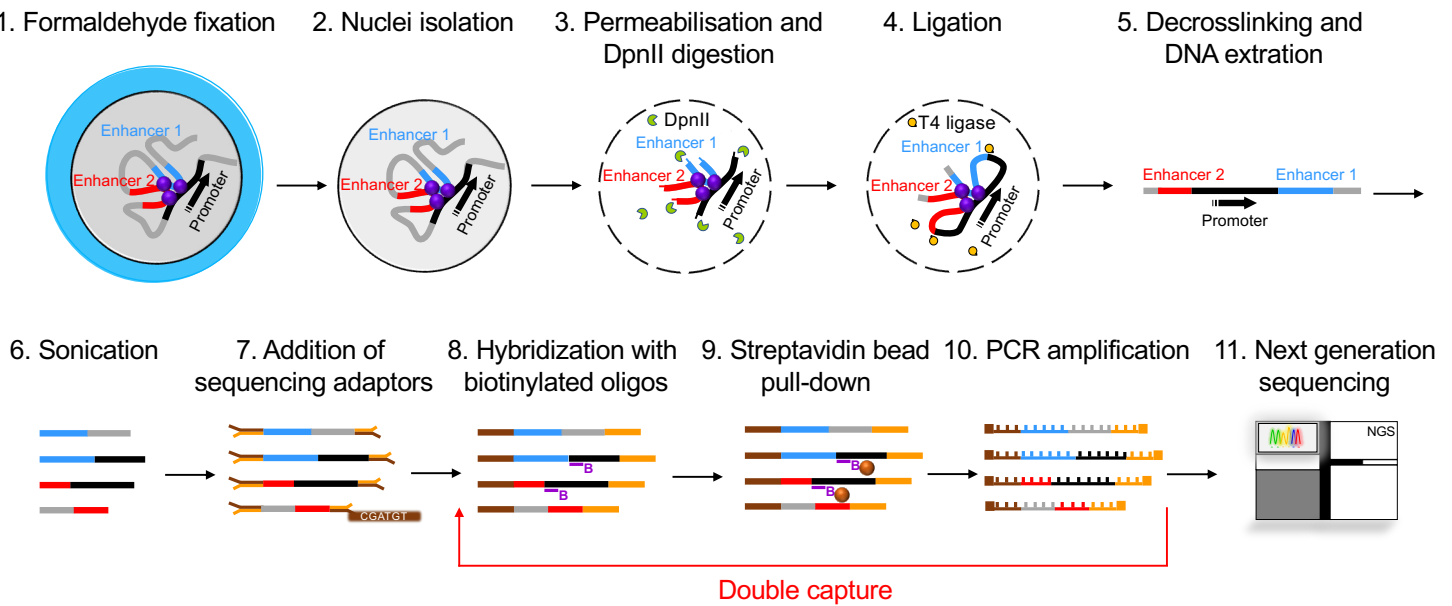 1. Formaldehyde fixation
2. Nuclei isolation
3. Permeabilisation and
DpnII digestion
4. Ligation
5. Decrosslinking and
DNA extration
Enhancer 1
Enhancer 2
Promoter
Enhancer 1
Enhancer 2
Promoter
DpnII
Enhancer 1
Enhancer 2
Promoter
T4 ligase
Enhancer 1
Enhancer 2
Promoter
Enhancer 2
Enhancer 1
Promoter
6. Sonication
7. Addition of
sequencing adaptors
8. Hybridization with
biotinylated oligos
9. Streptavidin bead
pull-down
10. PCR amplification
11. Next generation
sequencing
CGATGT
B
B
B
B
NGS
Double capture